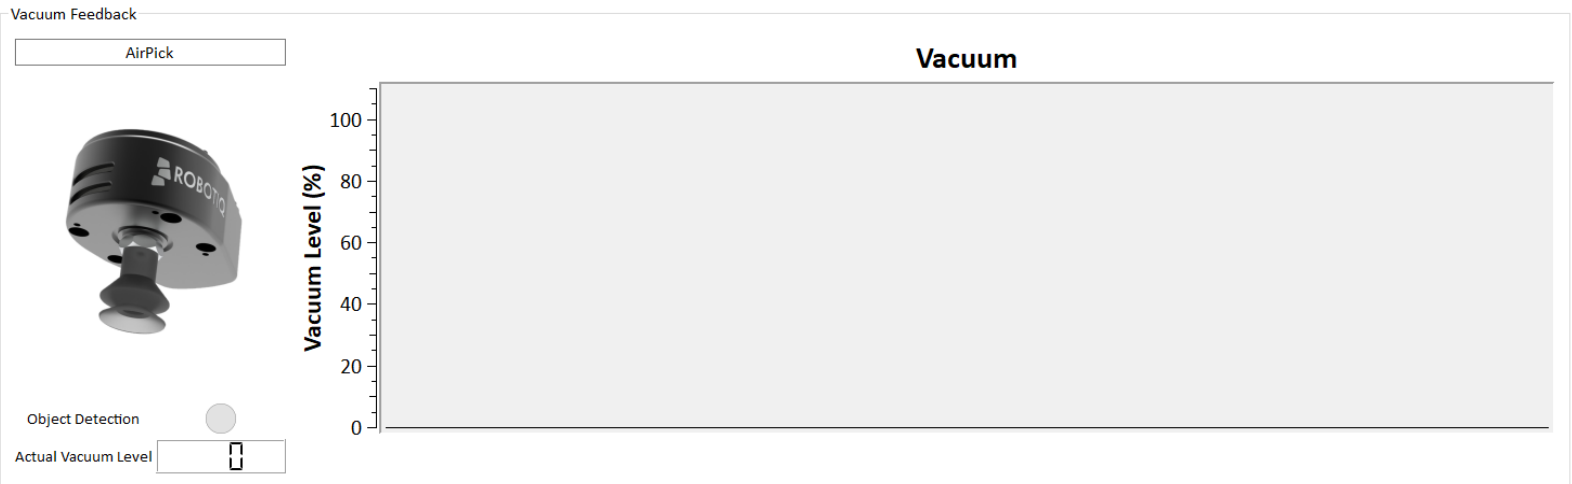 Vacuum Feedback
AirPick
Vacuum
ROBOTIQ
Vacuum Level (%)
100
80
60
40
20
0
Object Detection
Actual Vacuum Level 0